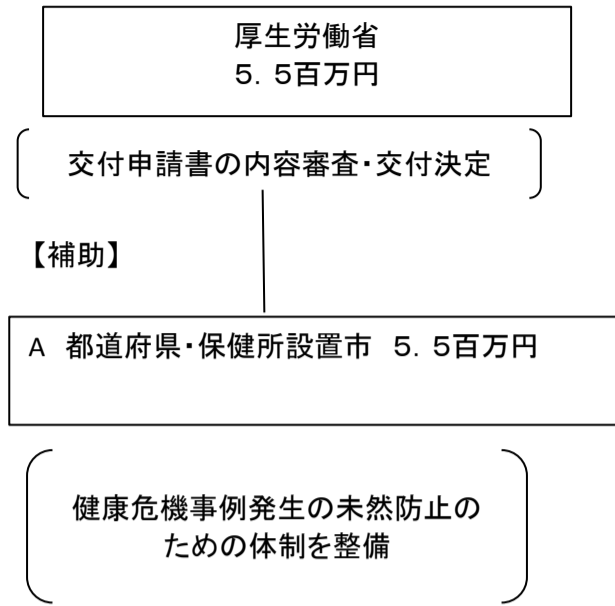 厚生労働省
５．５百万円
交付申請書の内容審査・交付決定
【補助】
A　都道府県・保健所設置市　５．５百万円
健康危機事例発生の未然防止の
ための体制を整備